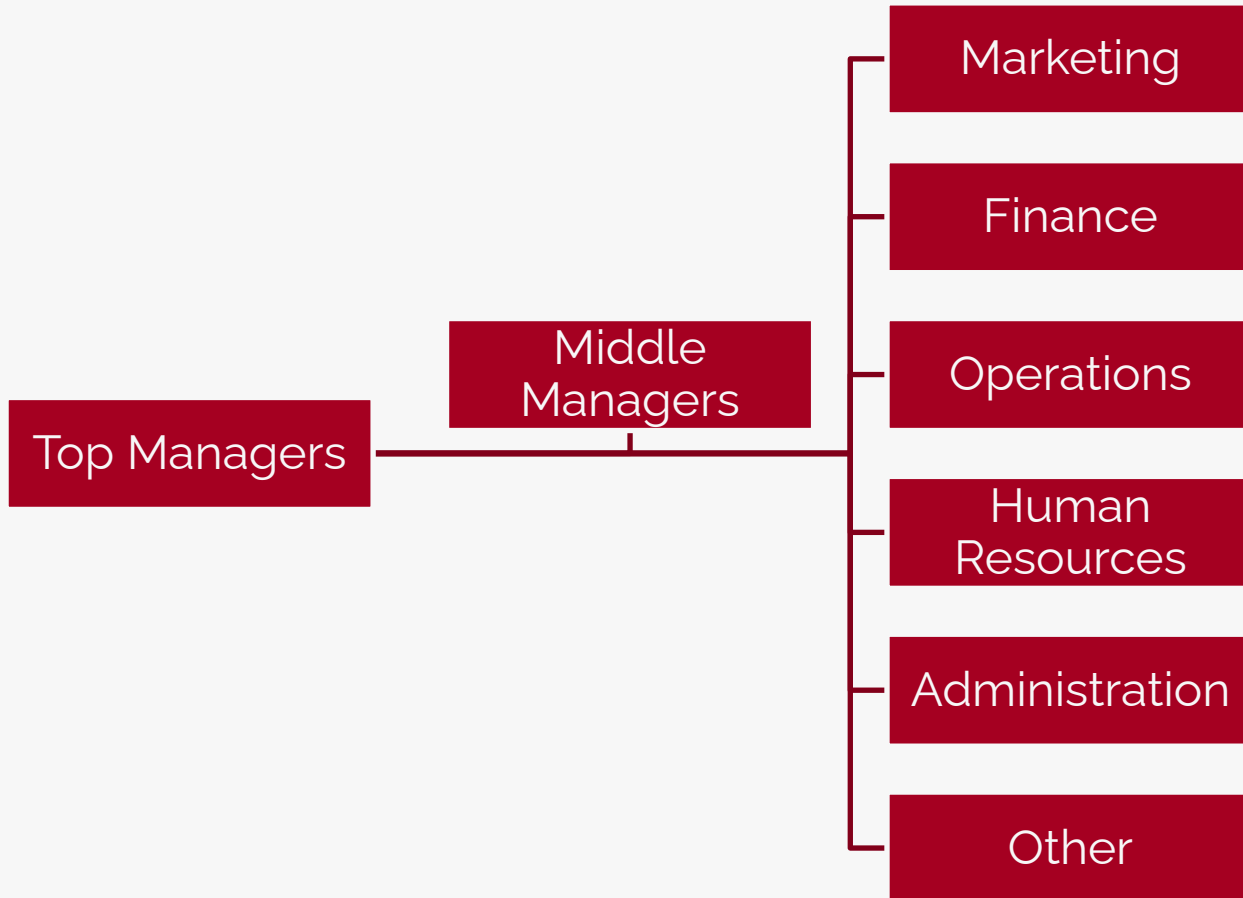 Top Managers
Middle
Managers
Marketing
Finance
Operations
Human
Resources
Administration
Other